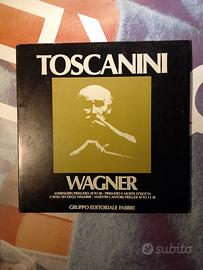 TOSCANINI
WAGNER
LOHENGRIN, PRELUDIO ATTO III - PRELUDIO E MORTE D'ISOTTA
CAVALCATA DELLE WALKIRIE - MAESTRI CANTORI, PRELUDI ATTO I E III
GRUPPO EDITORIALE FABBRI
subito